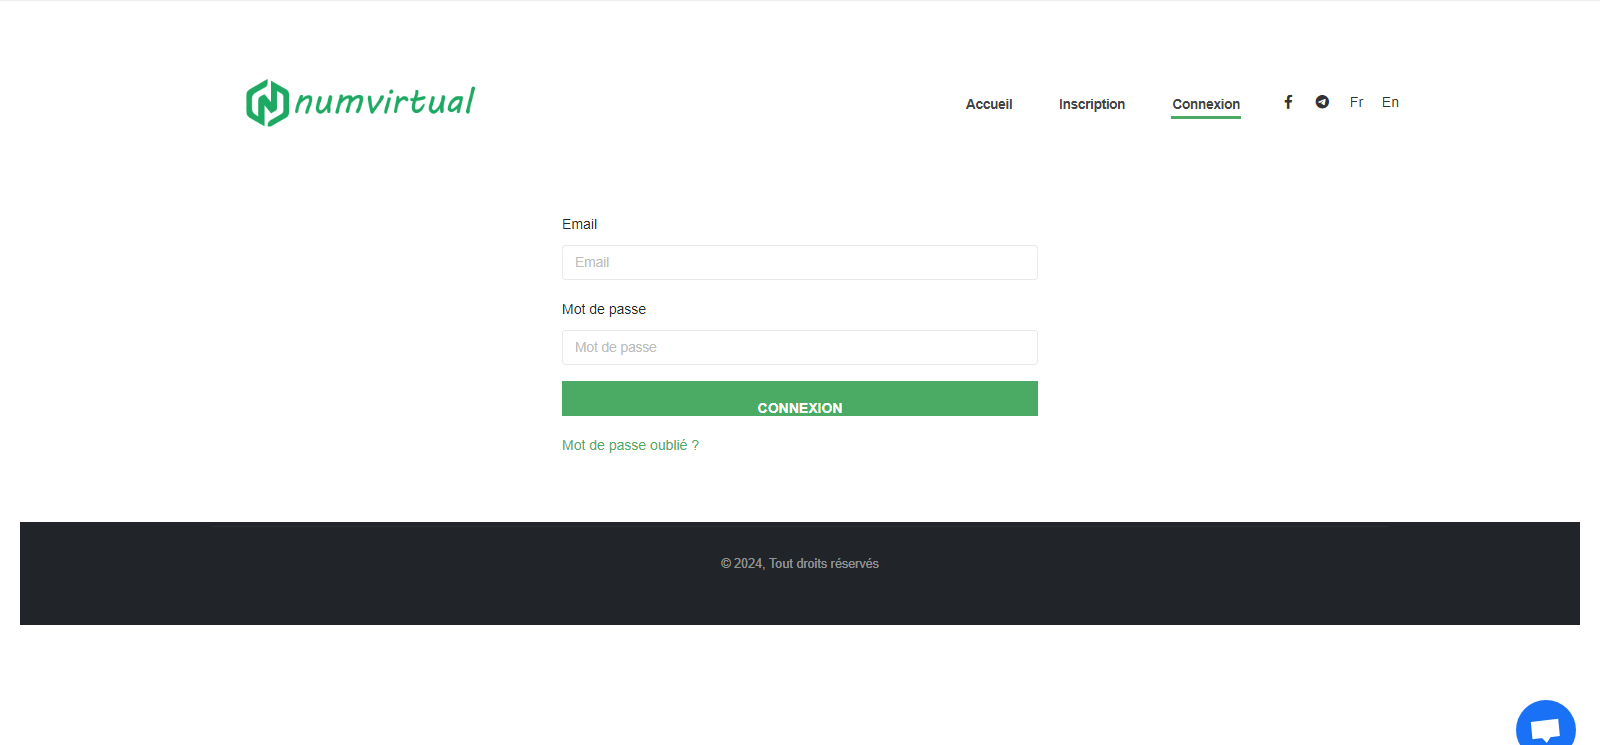 numvirtual
Accueil Inscription Connexion Fr En
Email
Email
Mot de passe
Mot de passe
CONNEXION
Mot de passe oublié ?
© 2024, Tout droits réservés